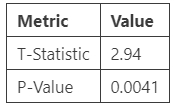 Metric Value
T-Statistic 2.94
P-Value 0.0041